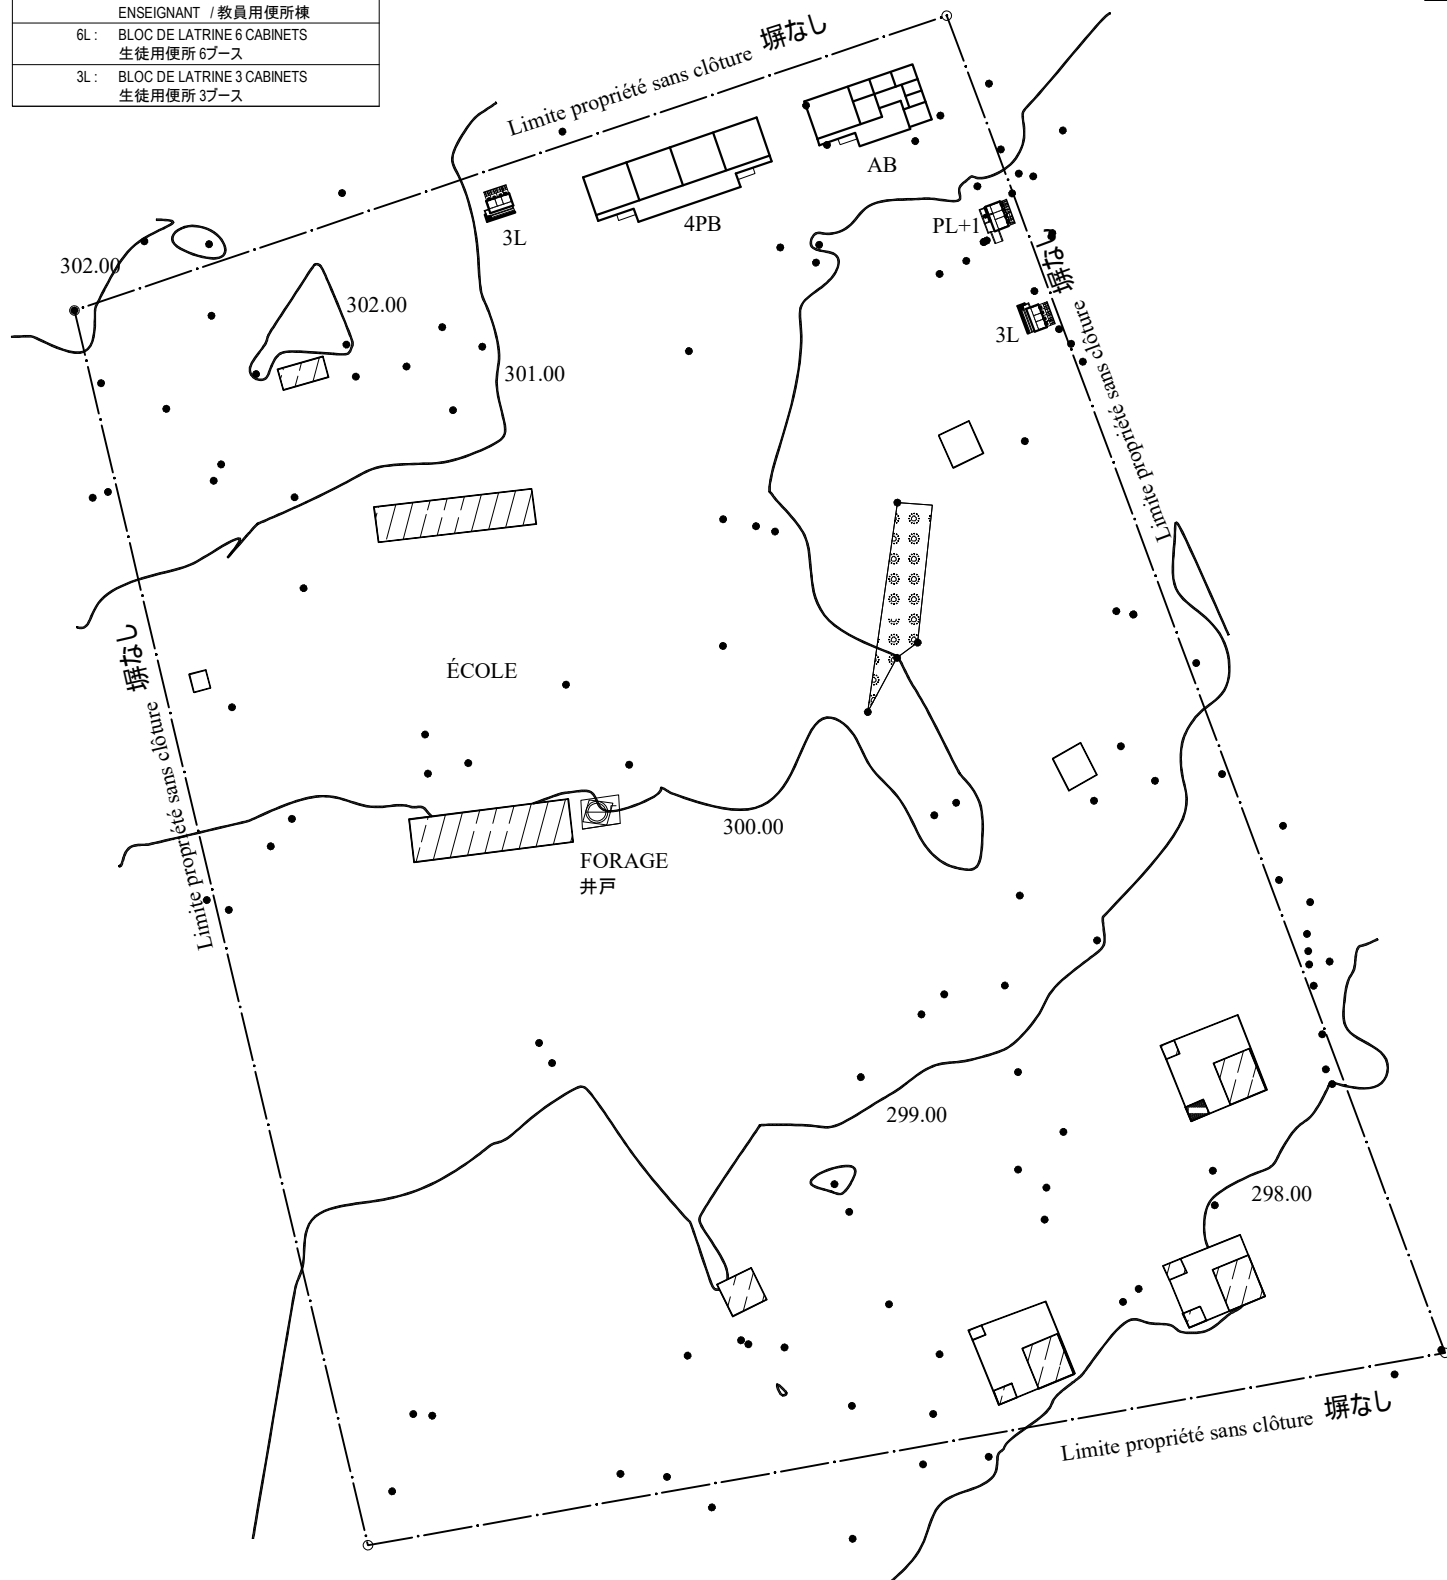 ENSEIGNANT / 教員用便所棟
6L : BLOC DE LATRINE 6 CABINETS
生徒用便所 6ブース
3L : BLOC DE LATRINE 3 CABINETS
生徒用便所 3ブース
Limite propriété sans clôture 塀なし
AB
4PB
3L
PL+1
302.00
302.00
3L
301.00
Limite propriété sans clôture 塀なし
ÉCOLE
Limite propriété sans clôture 塀なし
300.00
FORAGE
井戸
299.00
298.00
Limite propriété sans clôture 塀なし